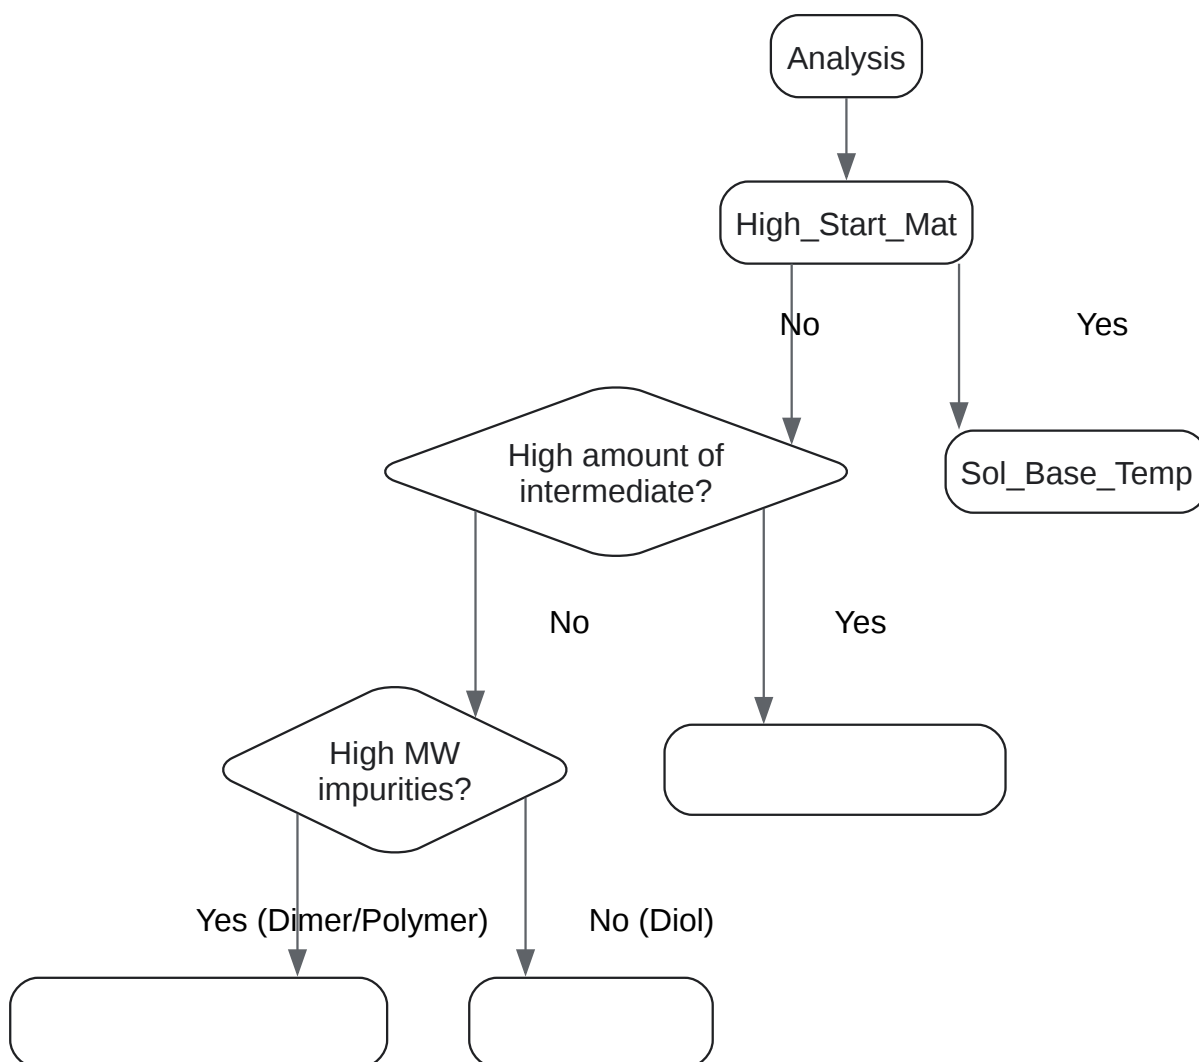 Analysis
High_Start_Mat
No
Yes
High amount of
intermediate?
Sol_Base_Temp
No
Yes
High MW
impurities?
Yes (Dimer/Polymer)
No (Diol)